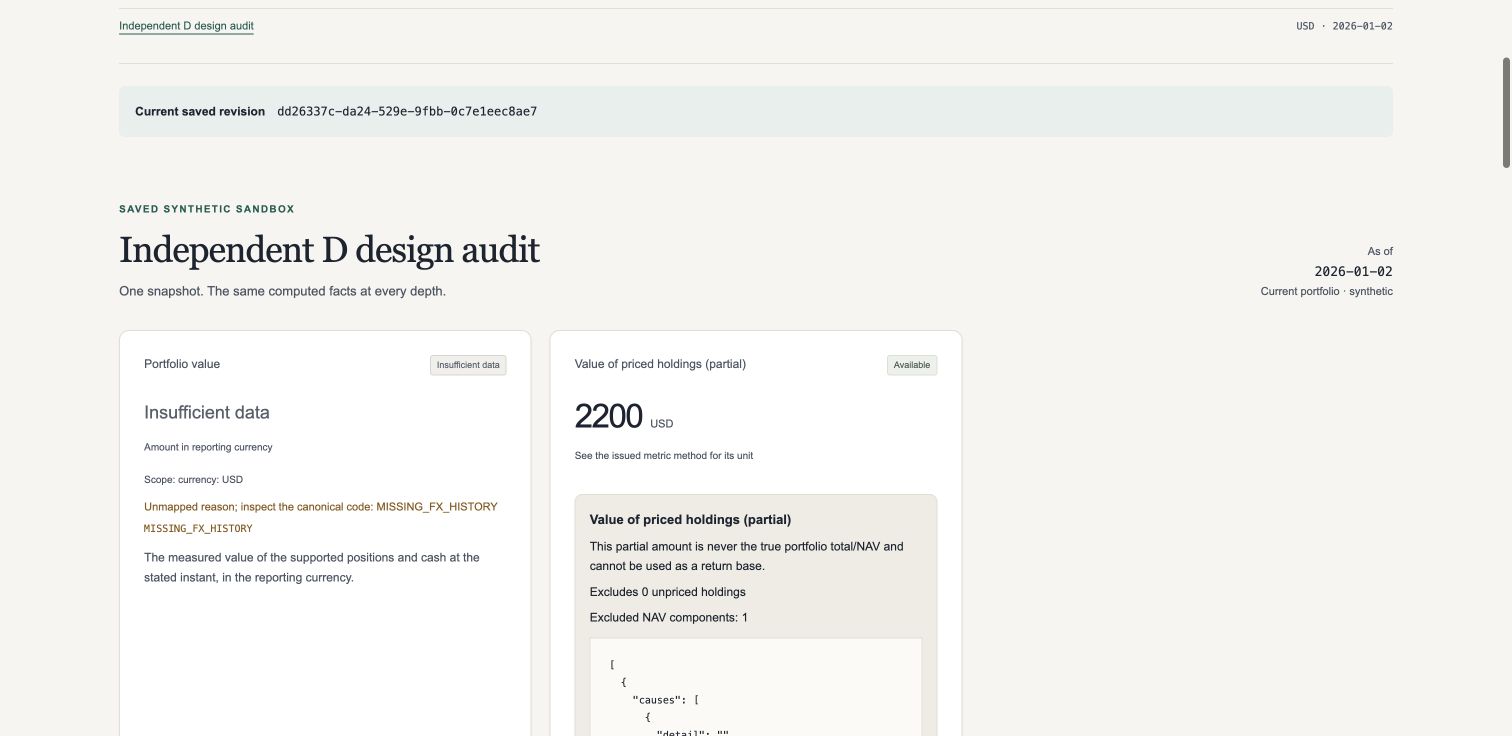 Independent D design audit
USD · 2026-01-02
Current saved revision dd26337c-da24-529e-9fbb-0c7e1eec8ae7
SAVED SYNTHETIC SANDBOX
Independent D design audit
One snapshot. The same computed facts at every depth.
As of
2026-01-02
Current portfolio · synthetic
Portfolio value
Insufficient data
Insufficient data
Amount in reporting currency
Scope: currency: USD
Unmapped reason; inspect the canonical code: MISSING_FX_HISTORY
MISSING_FX_HISTORY
The measured value of the supported positions and cash at the
stated instant, in the reporting currency.
Value of priced holdings (partial)
Available
2200 USD
See the issued metric method for its unit
Value of priced holdings (partial)
This partial amount is never the true portfolio total/NAV and
cannot be used as a return base.
Excludes 0 unpriced holdings
Excluded NAV components: 1
[
{
"causes": [
{
"detail": ""